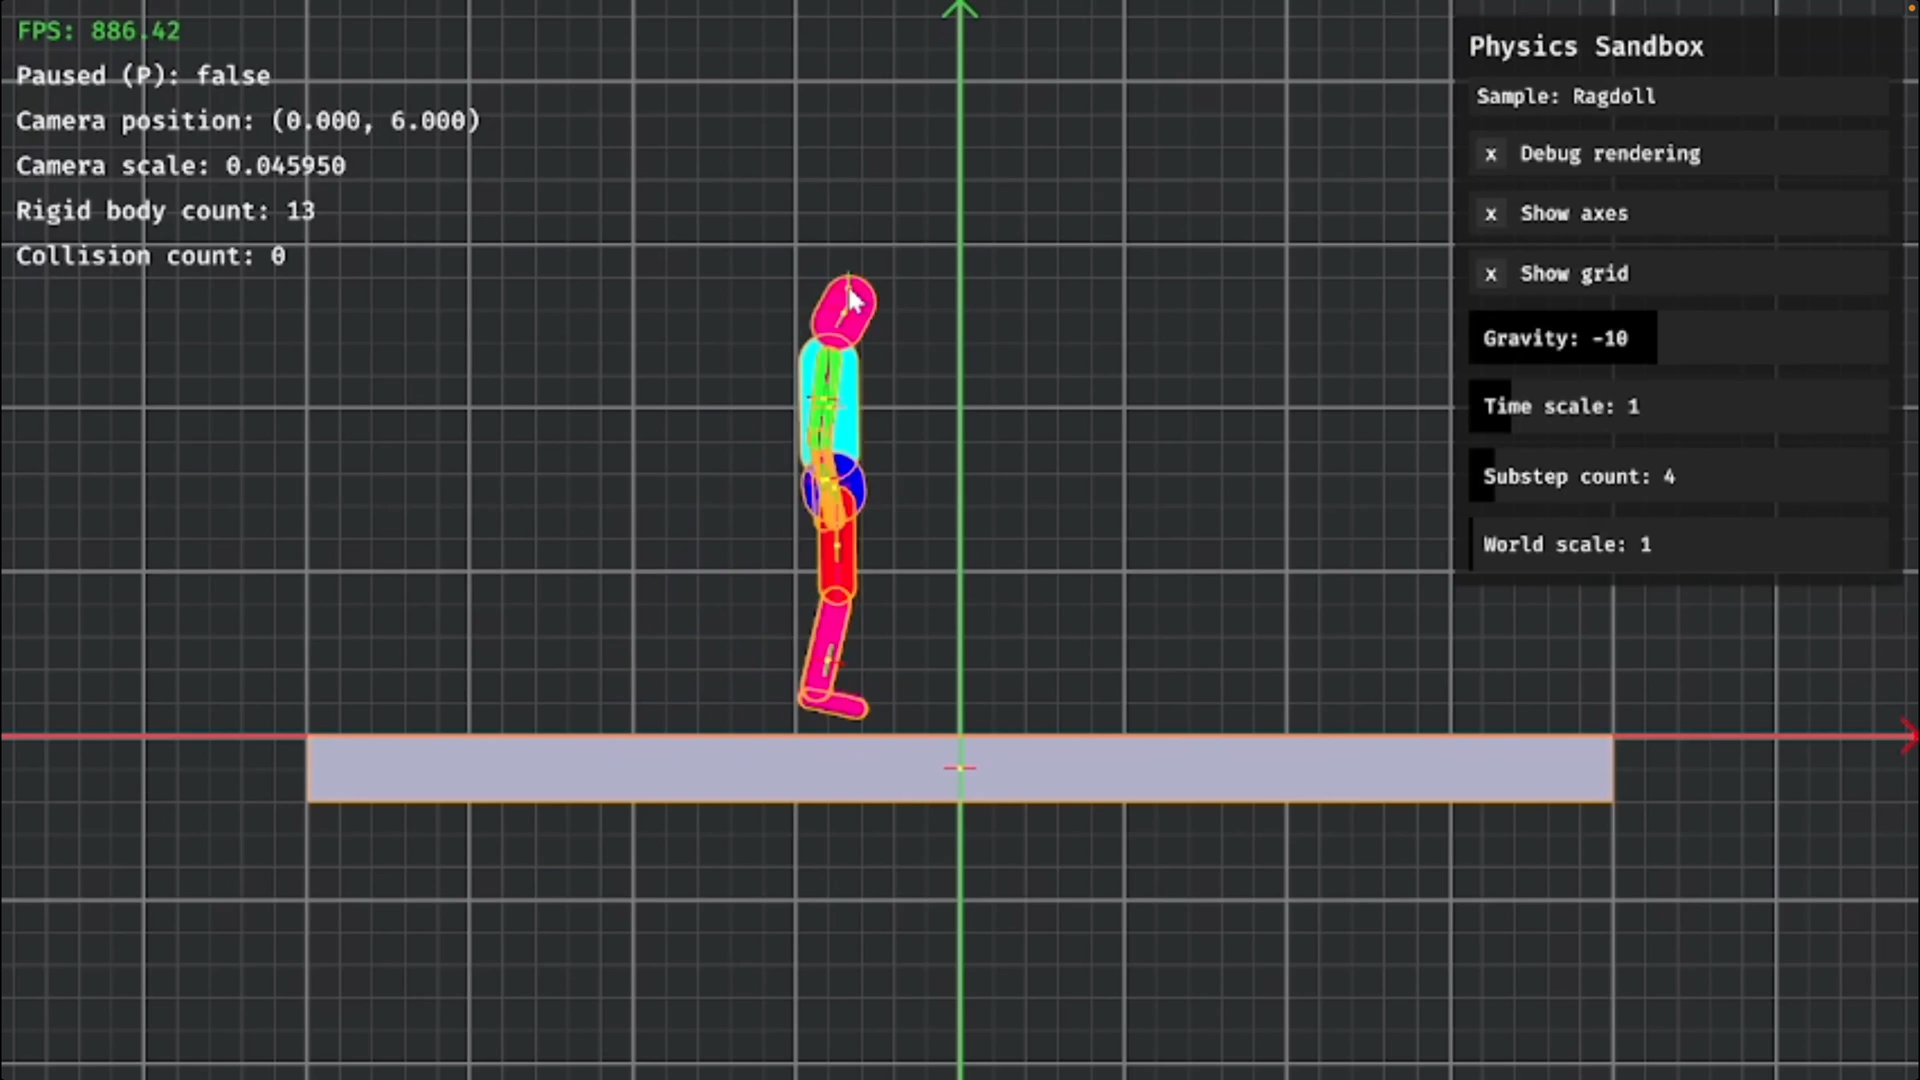 FPS: 886.42
Paused (P): false
Camera position: (0.000, 6.000)
Camera scale: 0.045950
Rigid body count: 13
Collision count: 0
Physics Sandbox
Sample: Ragdoll
x Debug rendering
x Show axes
x Show grid
Gravity: -10
Time scale: 1
Substep count: 4
World scale: 1